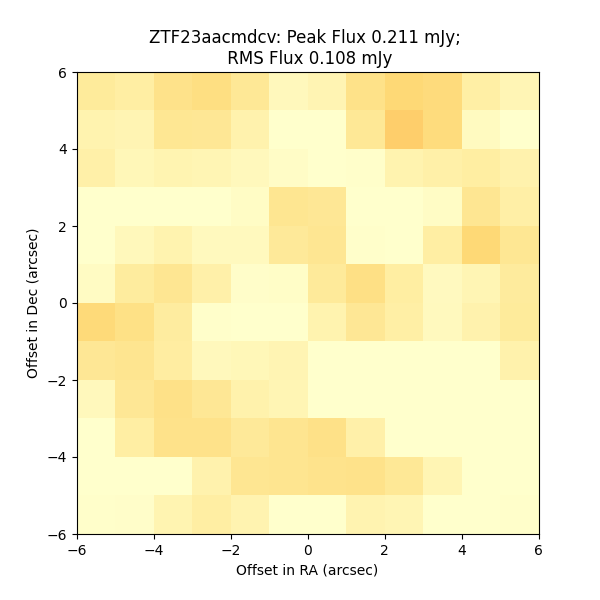 ZTF23aacmdcv: Peak Flux 0.211 mJy;
RMS Flux 0.108 mJy
6
4
2
0
−2
−4
−6
Offset in Dec (arcsec)
−6 −4 −2 0 2 4 6
Offset in RA (arcsec)